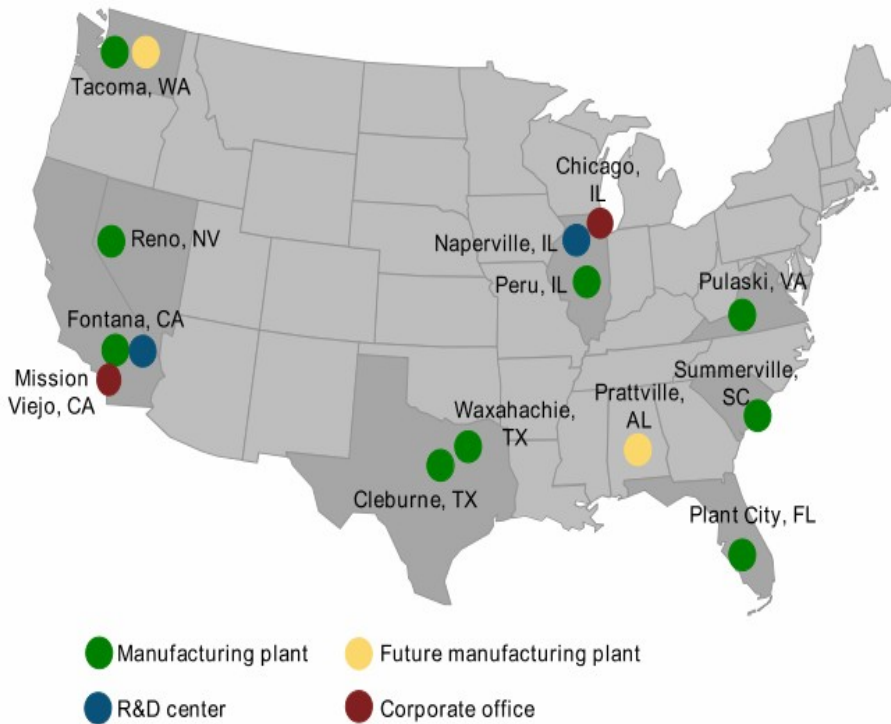 Tacoma, WA
Chicago,
IL
Reno, NV
Naperville, IL
Peru, IL
Pulaski, VA
Fontana, CA
Mission
Viejo, CA
Summerville,
SC
Prattville,
AL
Waxahachie,
TX
Cleburne, TX
Plant City, FL
Manufacturing plant
Future manufacturing plant
R&D center
Corporate office